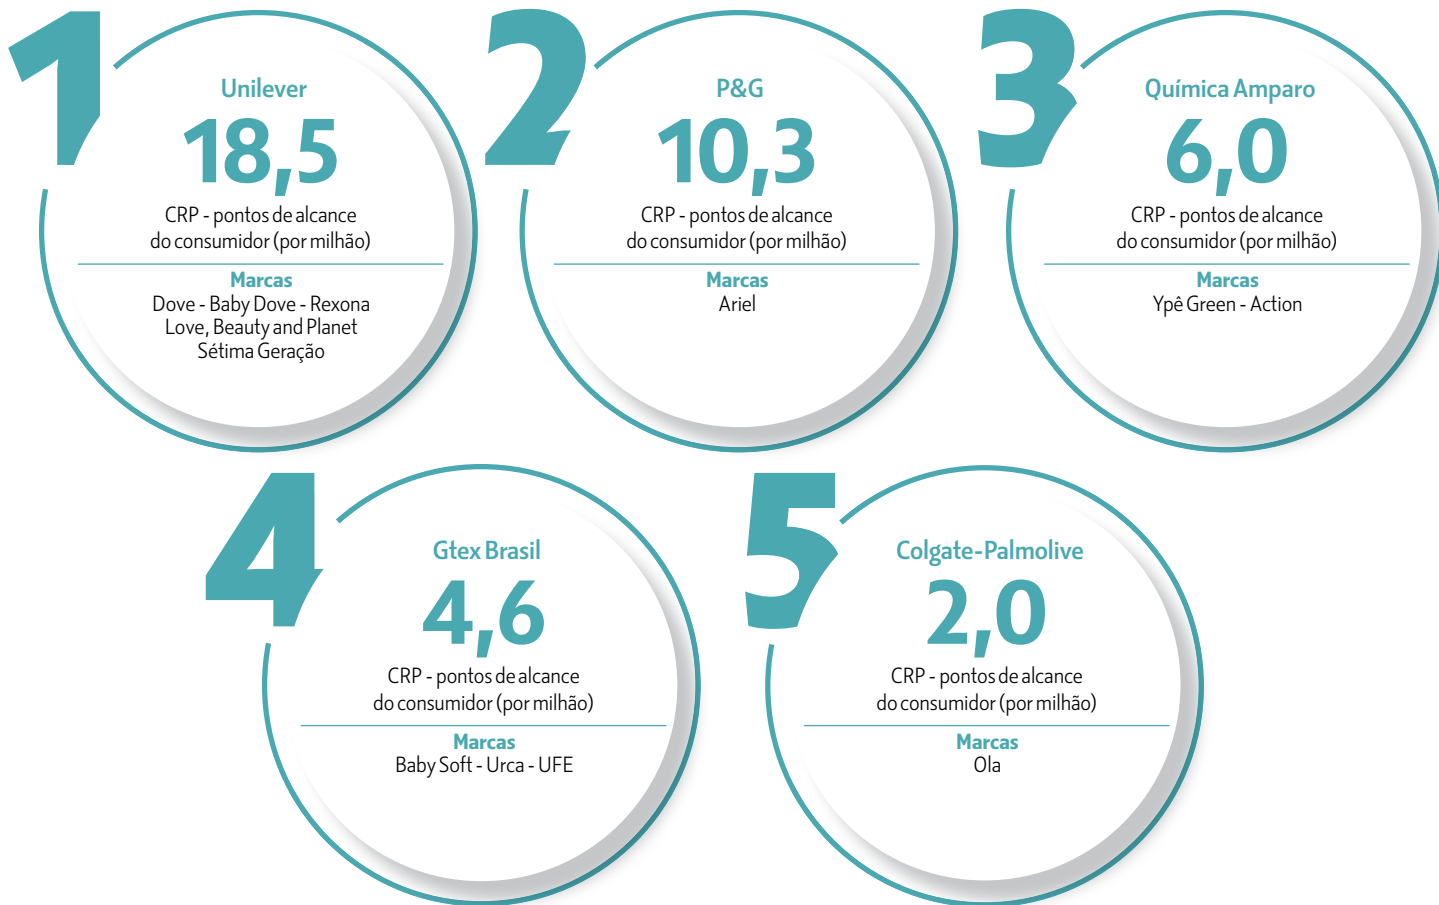 1
Unilever
18,5
CRP - pontos de alcance
do consumidor (por milhão)
Marcas
Dove - Baby Dove - Rexona
Love, Beauty and Planet
Sétima Geração
2
P&G
10,3
CRP - pontos de alcance
do consumidor (por milhão)
Marcas
Ariel
3
Química Amparo
6,0
CRP - pontos de alcance
do consumidor (por milhão)
Marcas
Ypê Green - Action
4
Gtex Brasil
4,6
CRP - pontos de alcance
do consumidor (por milhão)
Marcas
Baby Soft - Urca - UFE
5
Colgate-Palmolive
2,0
CRP - pontos de alcance
do consumidor (por milhão)
Marcas
Ola